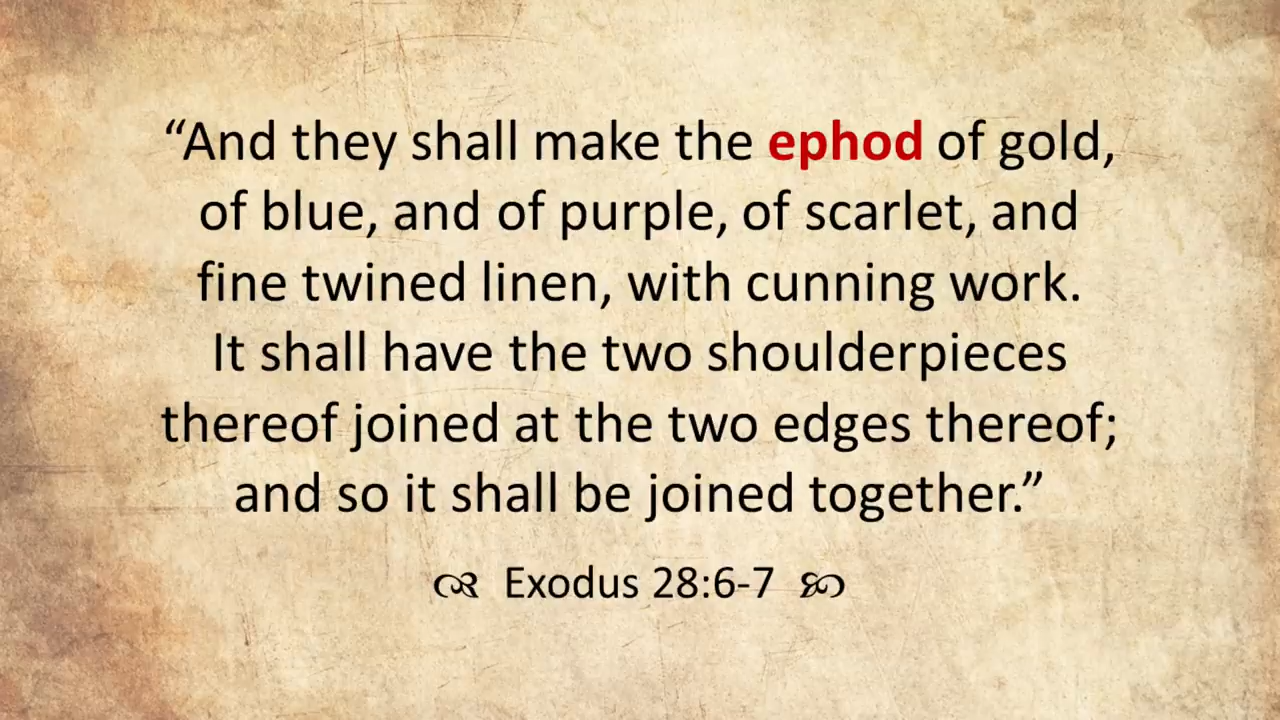 “And they shall make the ephod of gold,
of blue, and of purple, of scarlet, and
fine twined linen, with cunning work.
It shall have the two shoulderpieces
thereof joined at the two edges thereof;
and so it shall be joined together.”
Exodus 28:6-7